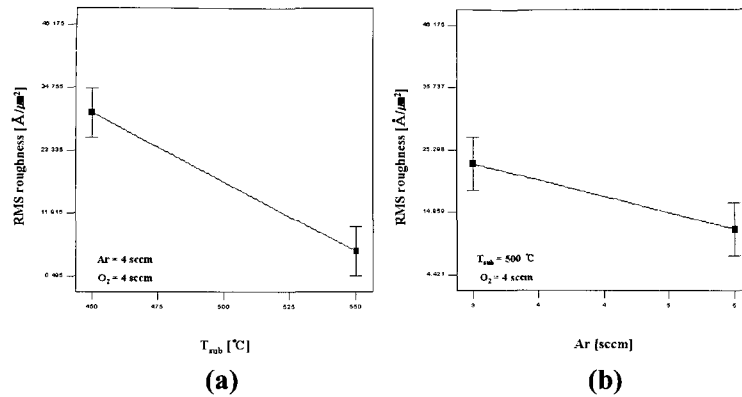 46.175
34.755
23.335
11.915
0.495
RMS roughness [Å/μm²]
Ar = 4 sccm
O₂ = 4 sccm
450 475 500 525 550
T_sub [℃]
(a)
46.175
35.737
25.298
14.860
4.421
RMS roughness [Å/μm²]
T_sub = 500 ℃
O₂ = 4 sccm
3 4 4 5 5
Ar [sccm]
(b)